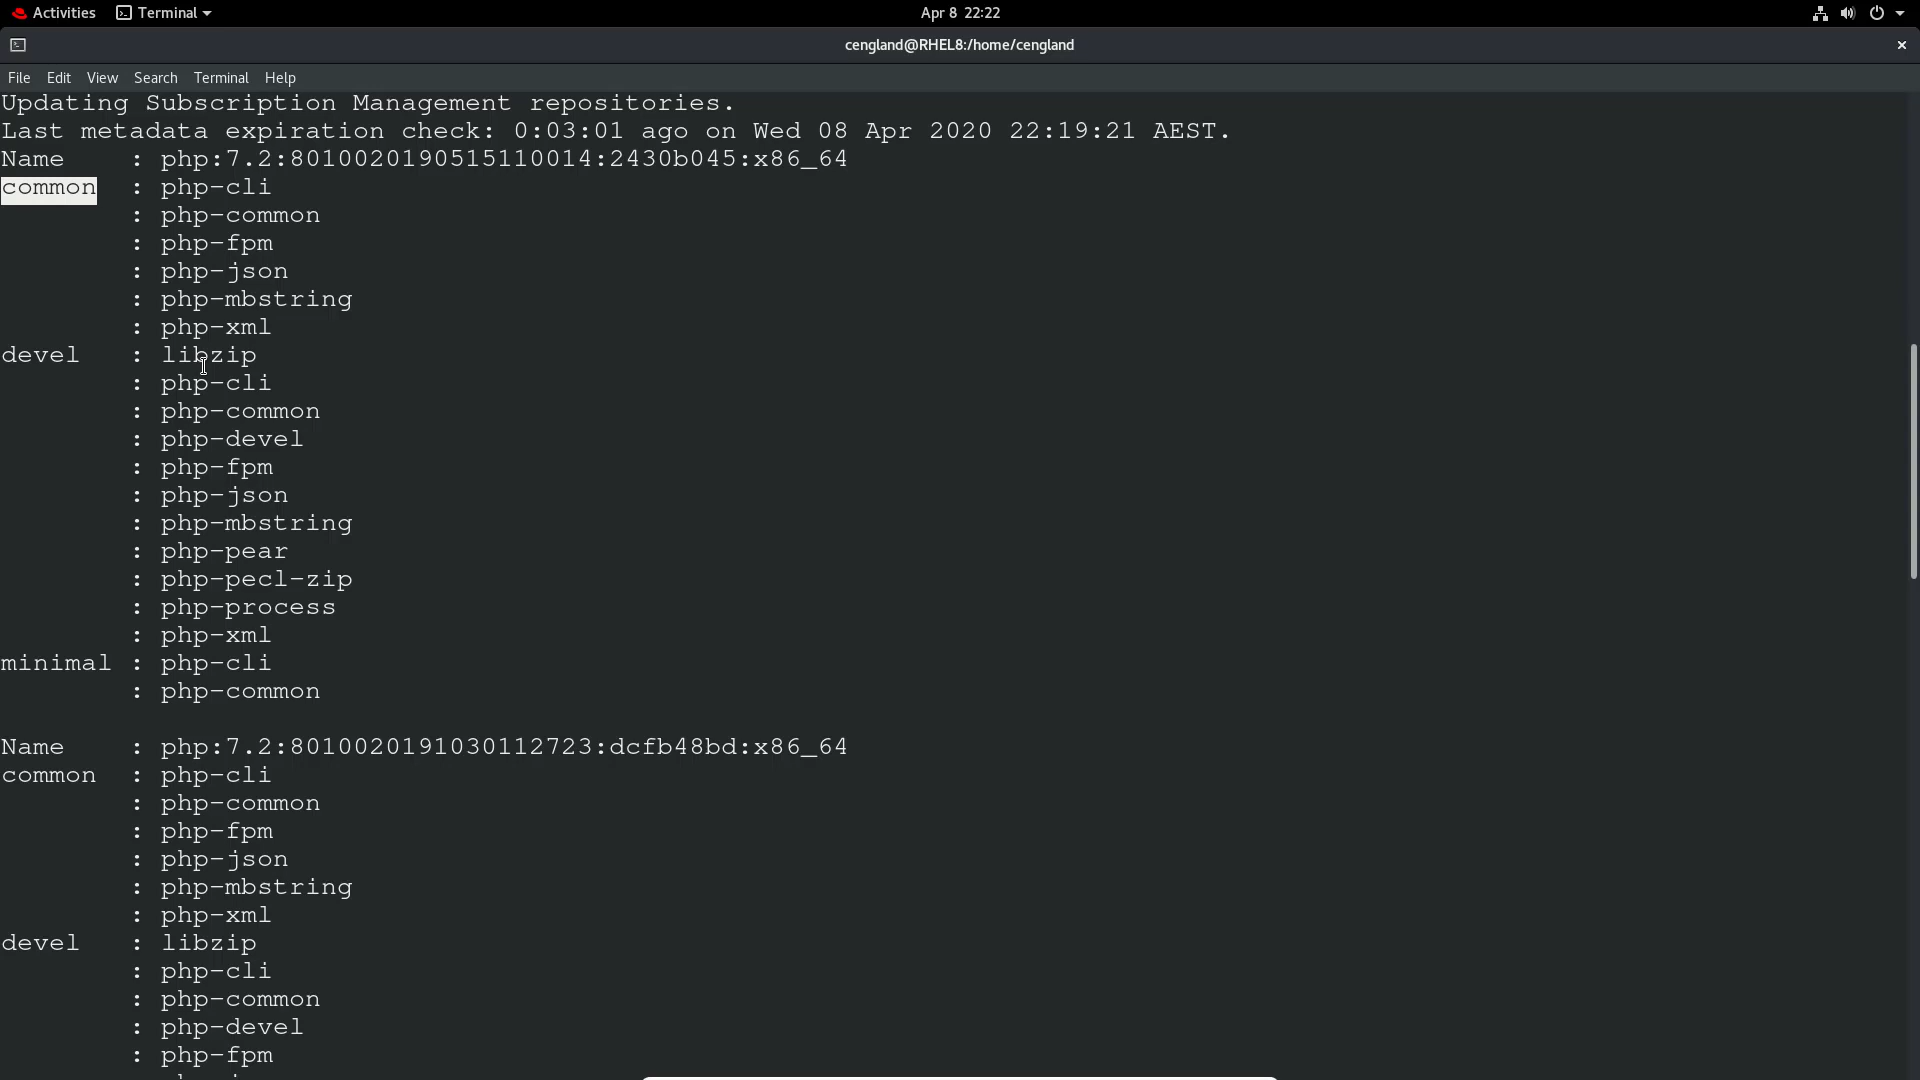 Activities Terminal Apr 8 22:22
cengland@RHEL8:/home/cengland
File Edit View Search Terminal Help
Updating Subscription Management repositories.
Last metadata expiration check: 0:03:01 ago on Wed 08 Apr 2020 22:19:21 AEST.
Name : php:7.2:8010020190515110014:2430b045:x86_64
common : php-cli
: php-common
: php-fpm
: php-json
: php-mbstring
: php-xml
devel : libzip
: php-cli
: php-common
: php-devel
: php-fpm
: php-json
: php-mbstring
: php-pear
: php-pecl-zip
: php-process
: php-xml
minimal : php-cli
: php-common
Name : php:7.2:8010020191030112723:dcfb48bd:x86_64
common : php-cli
: php-common
: php-fpm
: php-json
: php-mbstring
: php-xml
devel : libzip
: php-cli
: php-common
: php-devel
: php-fpm